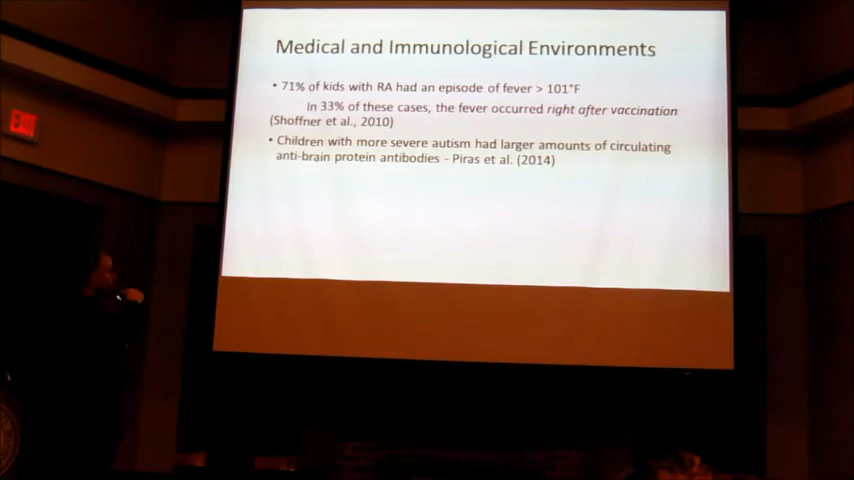 Medical and Immunological Environments
• 71% of kids with RA had an episode of fever > 101°F
In 33% of these cases, the fever occurred right after vaccination
(Shoffner et al., 2010)
• Children with more severe autism had larger amounts of circulating
anti-brain protein antibodies - Piras et al. (2014)
EXIT